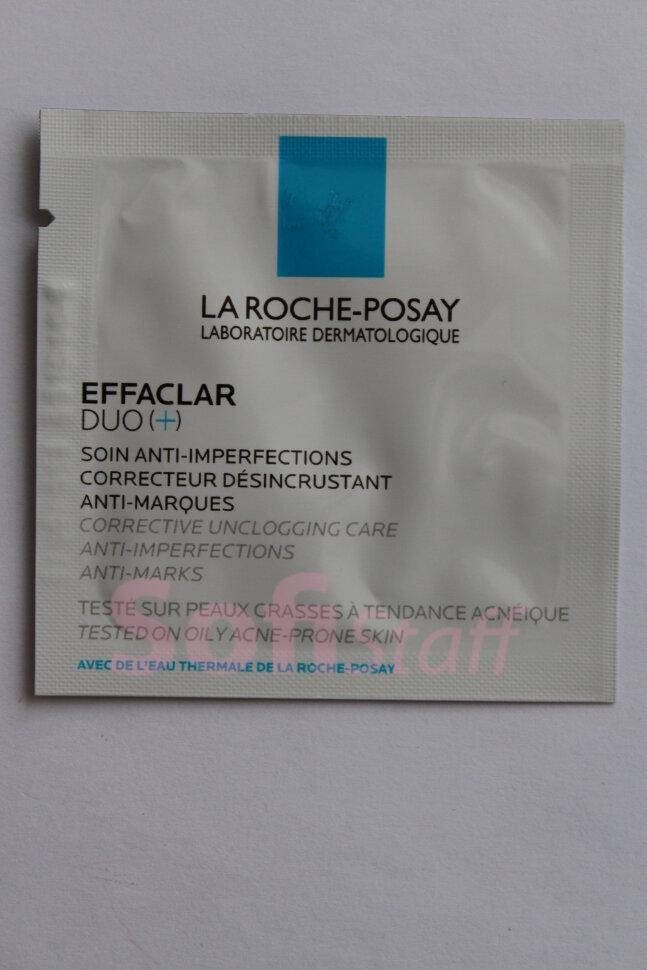 LA ROCHE-POSAY
LABORATOIRE DERMATOLOGIQUE
EFFACLAR
DUO (+)
SOIN ANTI-IMPERFECTIONS
CORRECTEUR DÉSINCRUSTANT
ANTI-MARQUES
CORRECTIVE UNCLOGGING CARE
ANTI-IMPERFECTIONS
ANTI-MARKS
TESTÉ SUR PEAUX GRASSES À TENDANCE ACNÉIQUE
TESTED ON OILY ACNE-PRONE SKIN
AVEC DE L'EAU THERMALE DE LA ROCHE-POSAY
Sofi staff